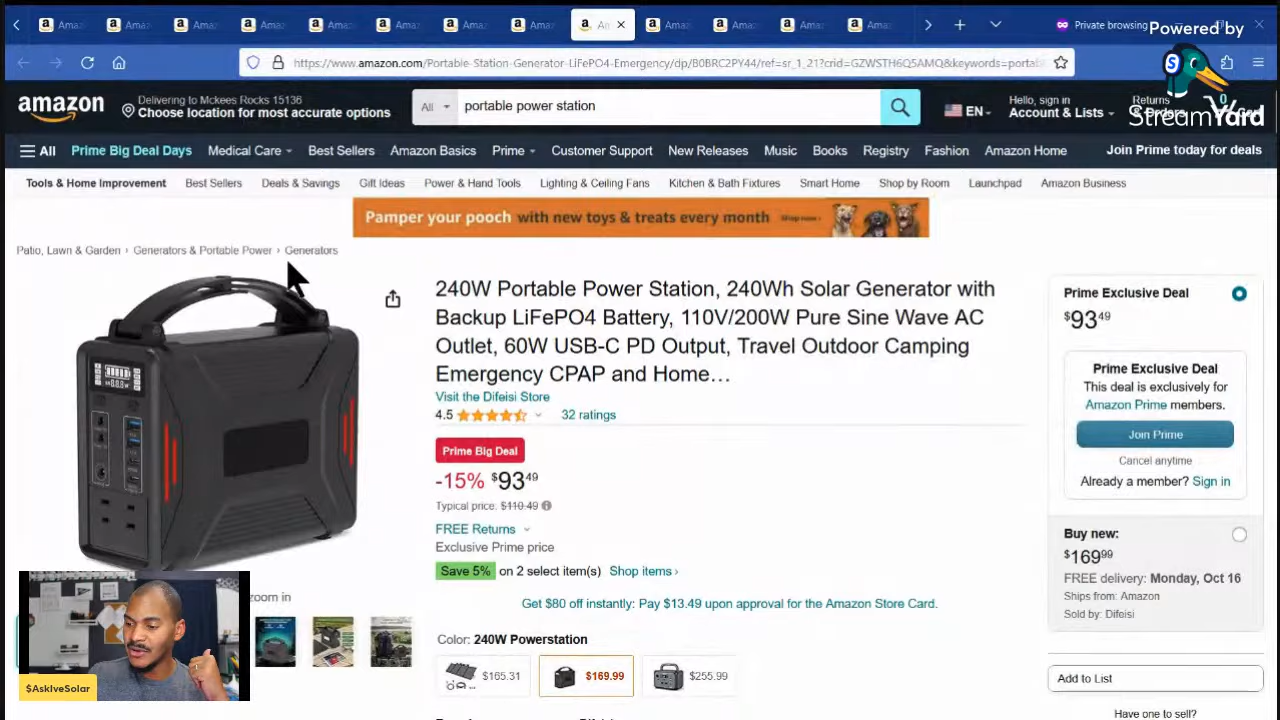 Private browsing
Powered by
https://www.amazon.com/Portable-Station-Generator-LiFePO4-Emergency/dp/B0BRC2PY44/ref=sr_1_21?crid=GZWSTH6Q5AMQ&keywords=porta
StreamYard
amazon
Delivering to Mckees Rocks 15136
Choose location for most accurate options
All
portable power station
EN
Hello, sign in
Account & Lists
Returns
0
All
Prime Big Deal Days
Medical Care
Best Sellers
Amazon Basics
Prime
Customer Support
New Releases
Music
Books
Registry
Fashion
Amazon Home
Join Prime today for deals
Tools & Home Improvement
Best Sellers
Deals & Savings
Gift Ideas
Power & Hand Tools
Lighting & Ceiling Fans
Kitchen & Bath Fixtures
Smart Home
Shop by Room
Launchpad
Amazon Business
Pamper your pooch with new toys & treats every month Shop now ›
Patio, Lawn & Garden › Generators & Portable Power › Generators
240W Portable Power Station, 240Wh Solar Generator with
Backup LiFePO4 Battery, 110V/200W Pure Sine Wave AC
Outlet, 60W USB-C PD Output, Travel Outdoor Camping
Emergency CPAP and Home…
Visit the Difeisi Store
4.5
32 ratings
Prime Big Deal
-15% $93 49
Typical price: $110.49
FREE Returns
Exclusive Prime price
Save 5% on 2 select item(s) Shop items ›
Get $80 off instantly: Pay $13.49 upon approval for the Amazon Store Card.
Color: 240W Powerstation
$165.31
$169.99
$255.99
zoom in
$AskIveSolar
Prime Exclusive Deal
$93 49
Prime Exclusive Deal
This deal is exclusively for
Amazon Prime members.
Join Prime
Cancel anytime
Already a member? Sign in
Buy new:
$169 99
FREE delivery: Monday, Oct 16
Ships from: Amazon
Sold by: Difeisi
Add to List
Have one to sell?